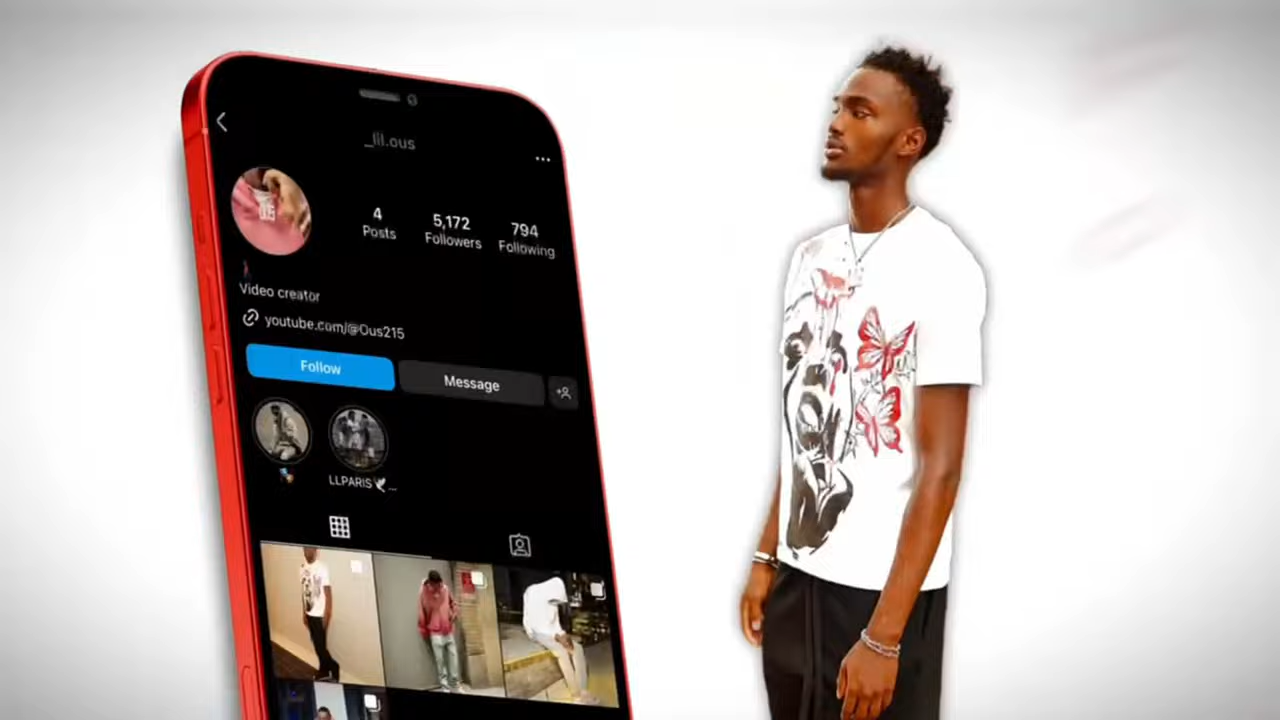 _lil.ous
4
Posts
5,172
Followers
794
Following
Video creator
youtube.com/@Ous215
Follow
Message
LLPARIS🕊️...